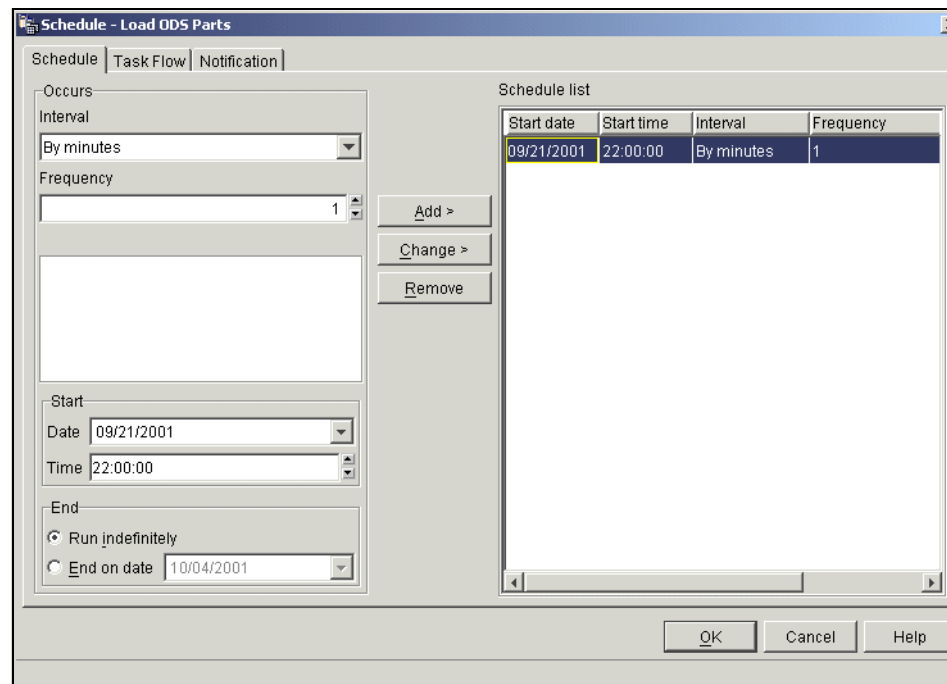 Schedule - Load ODS Parts
Schedule Task Flow Notification
Occurs
Interval
By minutes
Frequency
1
Start
Date 09/21/2001
Time 22:00:00
End
Run indefinitely
End on date 10/04/2001
Add >
Change >
Remove
Schedule list
Start date Start time Interval Frequency
09/21/2001 22:00:00 By minutes 1
OK Cancel Help